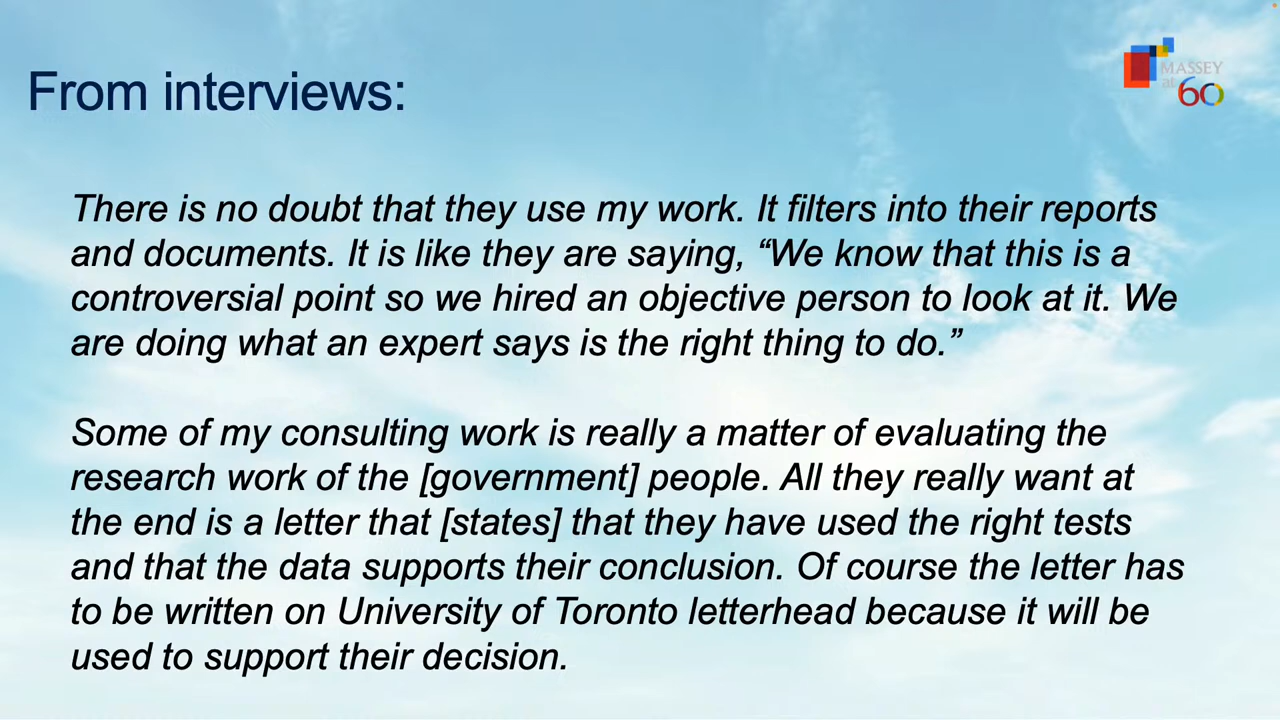 From interviews:
MASSEY
at 60
There is no doubt that they use my work. It filters into their reports
and documents. It is like they are saying, “We know that this is a
controversial point so we hired an objective person to look at it. We
are doing what an expert says is the right thing to do.”
Some of my consulting work is really a matter of evaluating the
research work of the [government] people. All they really want at
the end is a letter that [states] that they have used the right tests
and that the data supports their conclusion. Of course the letter has
to be written on University of Toronto letterhead because it will be
used to support their decision.